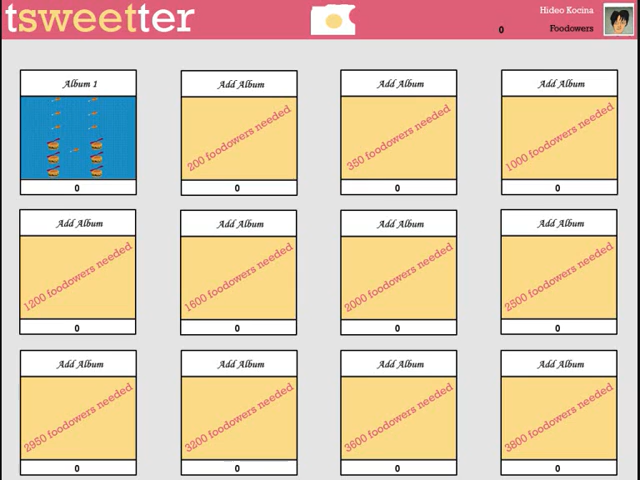 tsweetter
Hideo Kocina
0 Foodowers
Album 1
0
Add Album
200 foodowers needed
0
Add Album
350 foodowers needed
0
Add Album
1000 foodowers needed
0
Add Album
1200 foodowers needed
0
Add Album
1600 foodowers needed
0
Add Album
2000 foodowers needed
0
Add Album
2500 foodowers needed
0
Add Album
2950 foodowers needed
0
Add Album
3200 foodowers needed
0
Add Album
3600 foodowers needed
0
Add Album
3800 foodowers needed
0